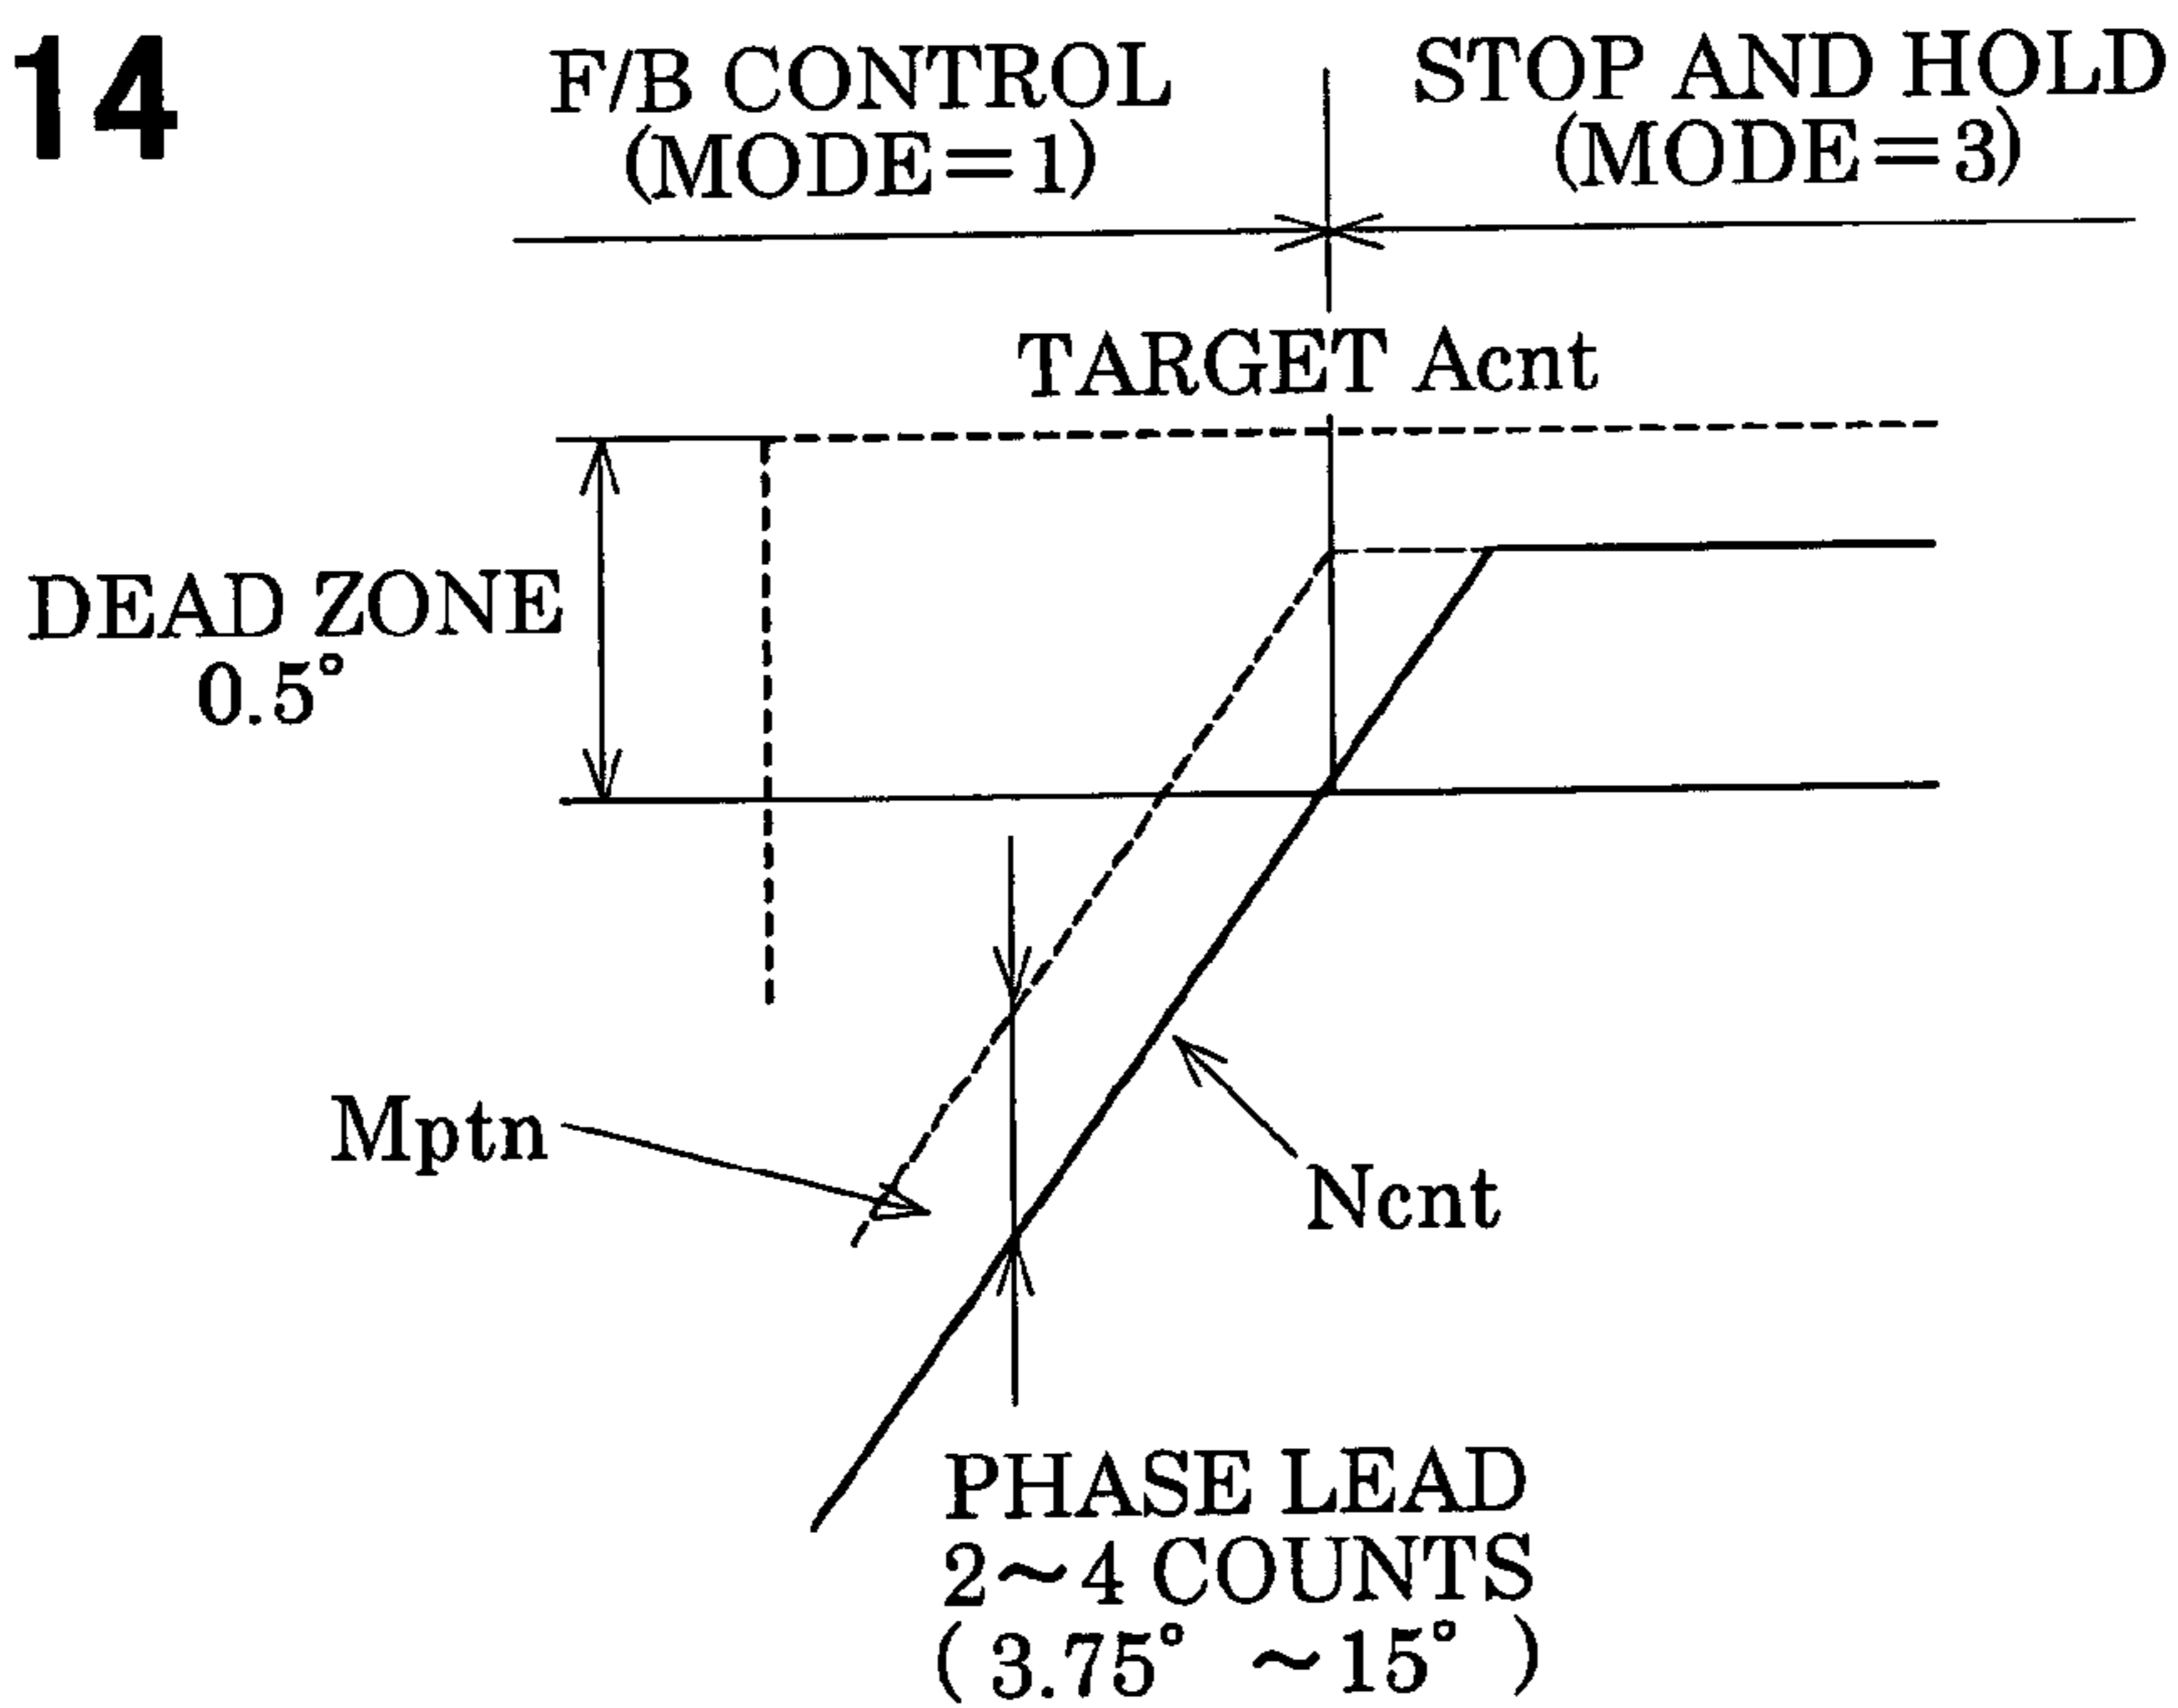 14
F/B CONTROL
(MODE=1)
STOP AND HOLD
(MODE=3)
TARGET Acnt
DEAD ZONE
0.5°
Mptn
Ncnt
PHASE LEAD
2~4 COUNTS
( 3.75° ~15° )